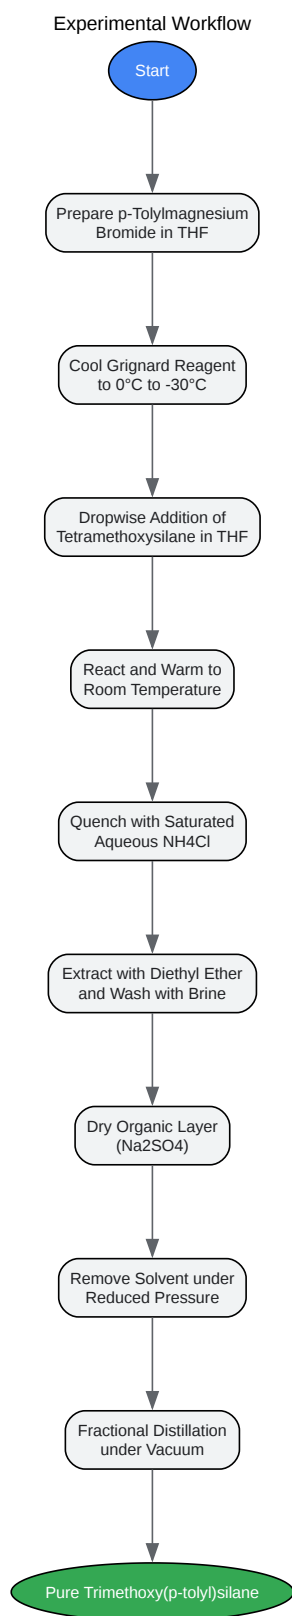 Experimental Workflow
Start
Prepare p-Tolylmagnesium
Bromide in THF
Cool Grignard Reagent
to 0°C to -30°C
Dropwise Addition of
Tetramethoxysilane in THF
React and Warm to
Room Temperature
Quench with Saturated
Aqueous NH4Cl
Extract with Diethyl Ether
and Wash with Brine
Dry Organic Layer
(Na2SO4)
Remove Solvent under
Reduced Pressure
Fractional Distillation
under Vacuum
Pure Trimethoxy(p-tolyl)silane